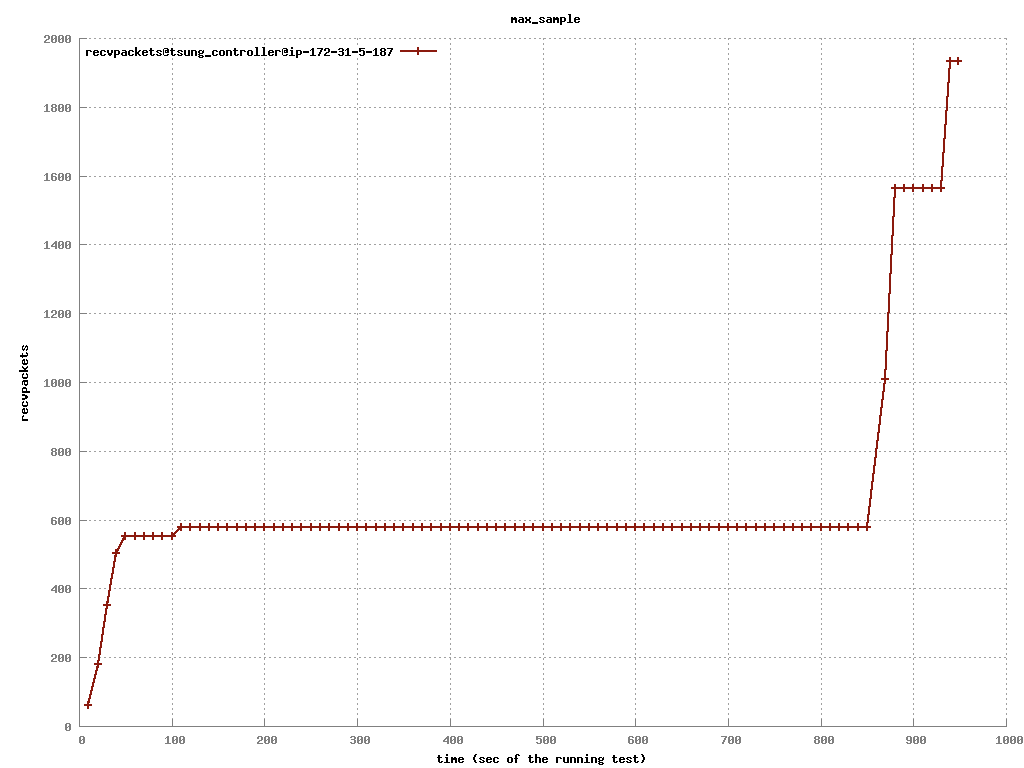 max_sample
recvpackets@tsung_controller@ip-172-31-5-187
2000
1800
1600
1400
1200
1000
800
600
400
200
0
recvpackets
0 100 200 300 400 500 600 700 800 900 1000
time (sec of the running test)